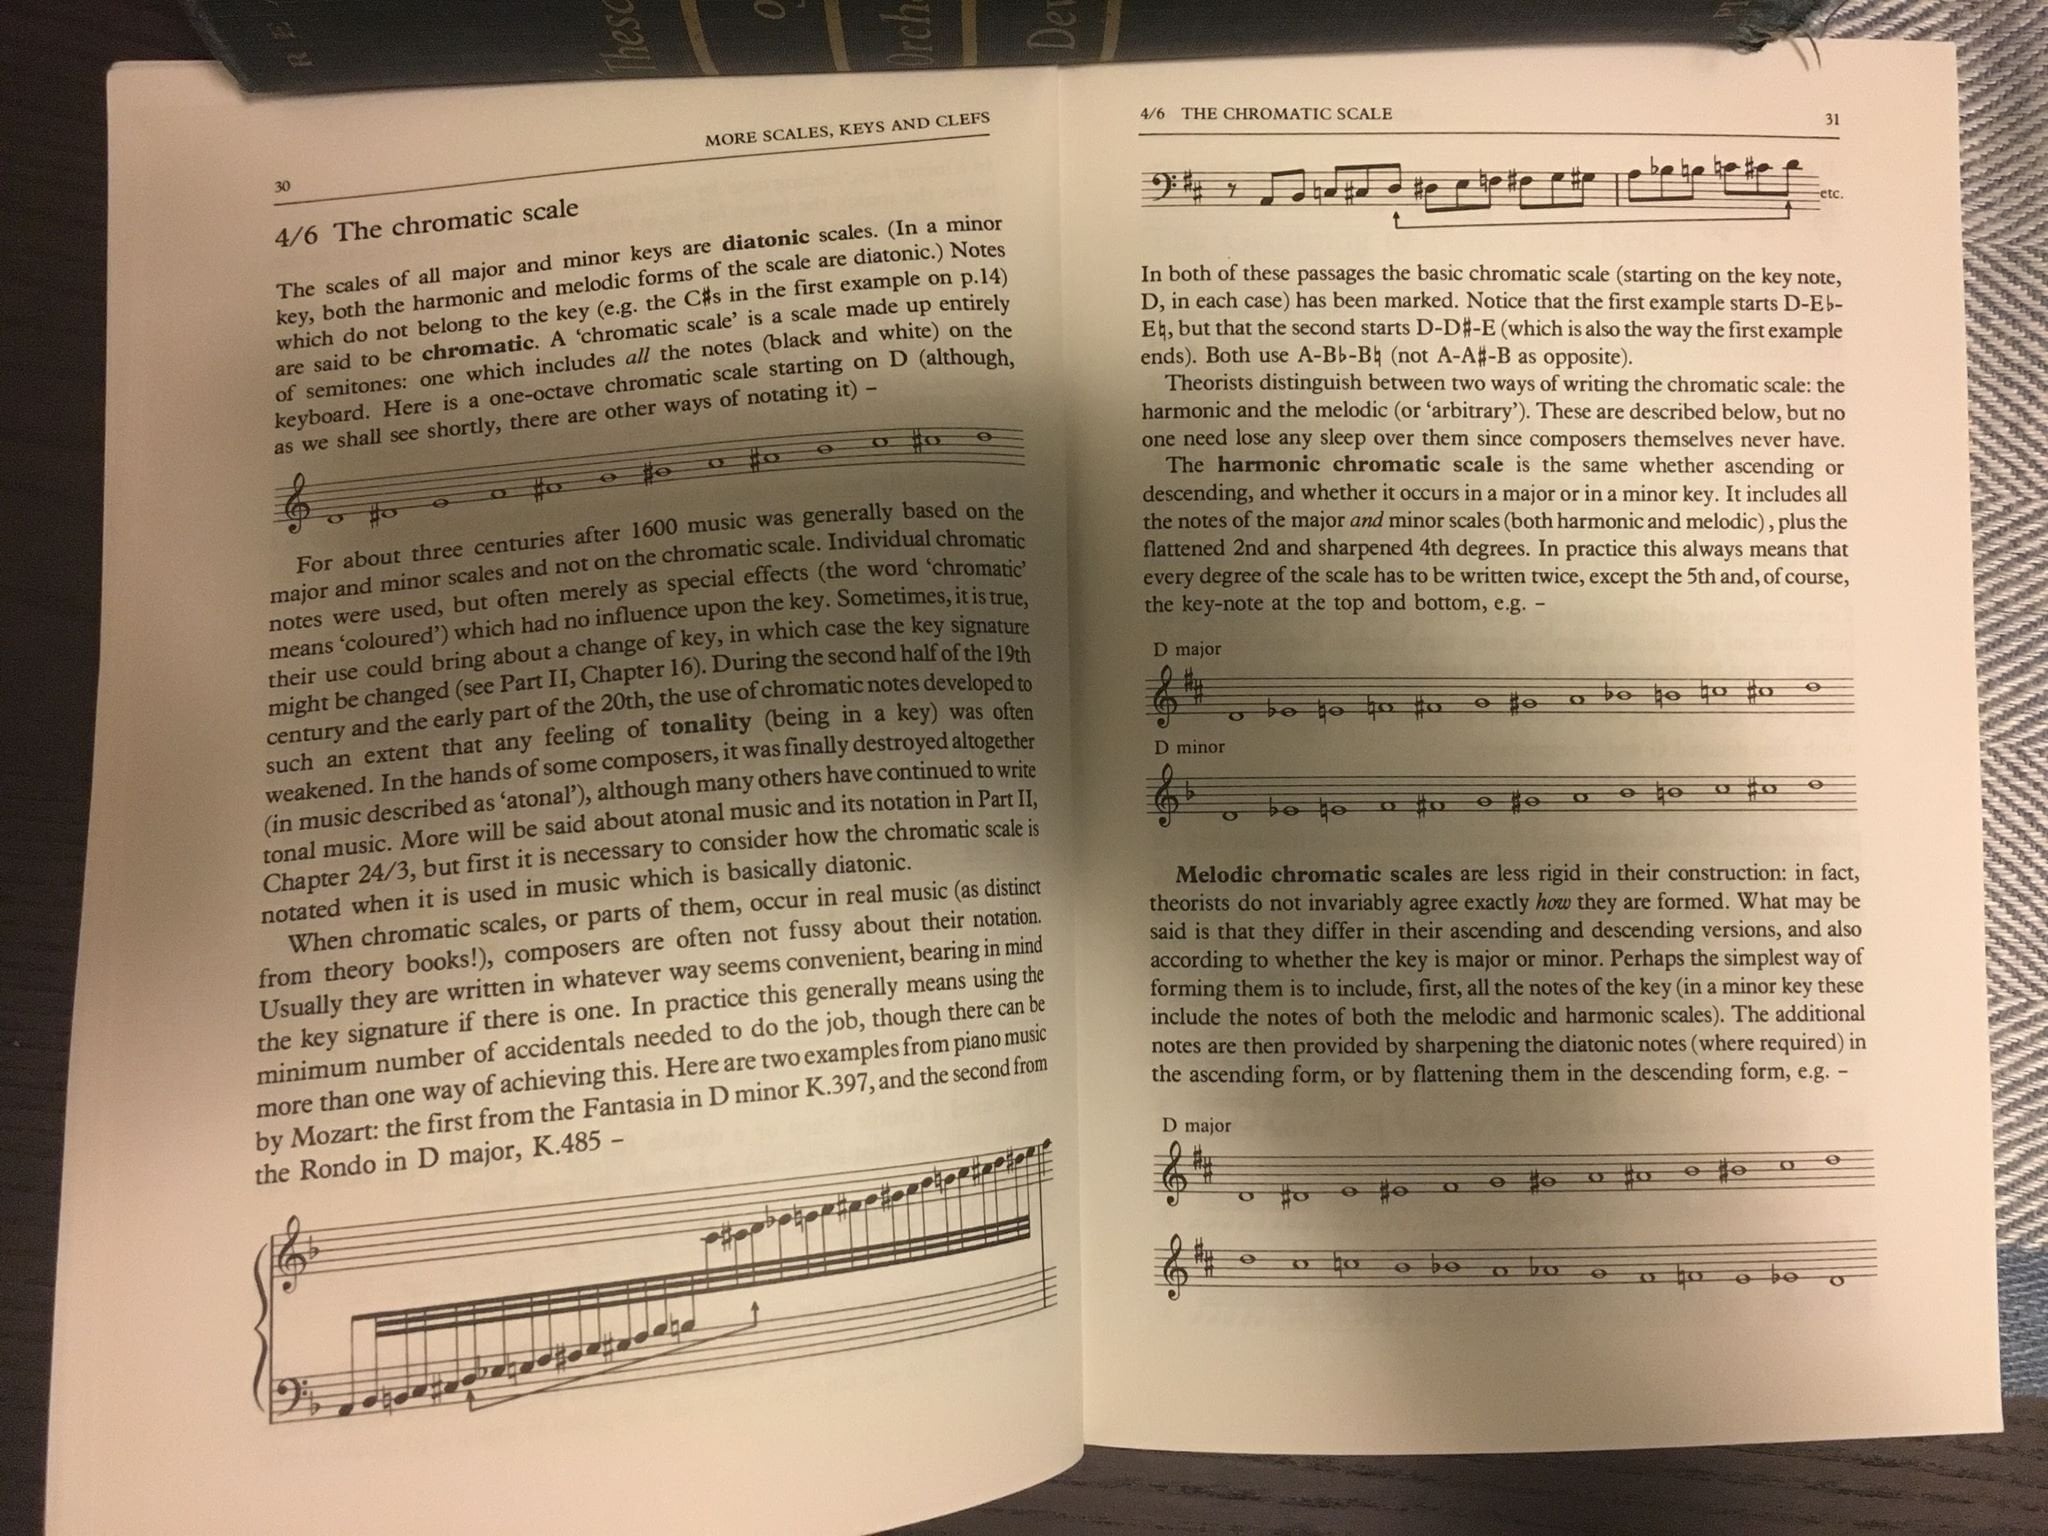 Orch
30
MORE SCALES, KEYS AND CLEFS
4/6 The chromatic scale
The scales of all major and minor keys are diatonic scales. (In a minor
key, both the harmonic and melodic forms of the scale are diatonic.) Notes
which do not belong to the key (e.g. the C♯s in the first example on p.14)
are said to be chromatic. A ‘chromatic scale’ is a scale made up entirely
of semitones: one which includes all the notes (black and white) on the
keyboard. Here is a one-octave chromatic scale starting on D (although,
as we shall see shortly, there are other ways of notating it) –
For about three centuries after 1600 music was generally based on the
major and minor scales and not on the chromatic scale. Individual chromatic
notes were used, but often merely as special effects (the word ‘chromatic’
means ‘coloured’) which had no influence upon the key. Sometimes, it is true,
their use could bring about a change of key, in which case the key signature
might be changed (see Part II, Chapter 16). During the second half of the 19th
century and the early part of the 20th, the use of chromatic notes developed to
such an extent that any feeling of tonality (being in a key) was often
weakened. In the hands of some composers, it was finally destroyed altogether
(in music described as ‘atonal’), although many others have continued to write
tonal music. More will be said about atonal music and its notation in Part II,
Chapter 24/3, but first it is necessary to consider how the chromatic scale is
notated when it is used in music which is basically diatonic.
When chromatic scales, or parts of them, occur in real music (as distinct
from theory books!), composers are often not fussy about their notation.
Usually they are written in whatever way seems convenient, bearing in mind
the key signature if there is one. In practice this generally means using the
minimum number of accidentals needed to do the job, though there can be
more than one way of achieving this. Here are two examples from piano music
by Mozart: the first from the Fantasia in D minor K.397, and the second from
the Rondo in D major, K.485 –
4/6 THE CHROMATIC SCALE
31
etc.
In both of these passages the basic chromatic scale (starting on the key note,
D, in each case) has been marked. Notice that the first example starts D-E♭-
E♮, but that the second starts D-D♯-E (which is also the way the first example
ends). Both use A-B♭-B♮ (not A-A♯-B as opposite).
Theorists distinguish between two ways of writing the chromatic scale: the
harmonic and the melodic (or ‘arbitrary’). These are described below, but no
one need lose any sleep over them since composers themselves never have.
The harmonic chromatic scale is the same whether ascending or
descending, and whether it occurs in a major or in a minor key. It includes all
the notes of the major and minor scales (both harmonic and melodic), plus the
flattened 2nd and sharpened 4th degrees. In practice this always means that
every degree of the scale has to be written twice, except the 5th and, of course,
the key-note at the top and bottom, e.g. –
D major
D minor
Melodic chromatic scales are less rigid in their construction: in fact,
theorists do not invariably agree exactly how they are formed. What may be
said is that they differ in their ascending and descending versions, and also
according to whether the key is major or minor. Perhaps the simplest way of
forming them is to include, first, all the notes of the key (in a minor key these
include the notes of both the melodic and harmonic scales). The additional
notes are then provided by sharpening the diatonic notes (where required) in
the ascending form, or by flattening them in the descending form, e.g. –
D major